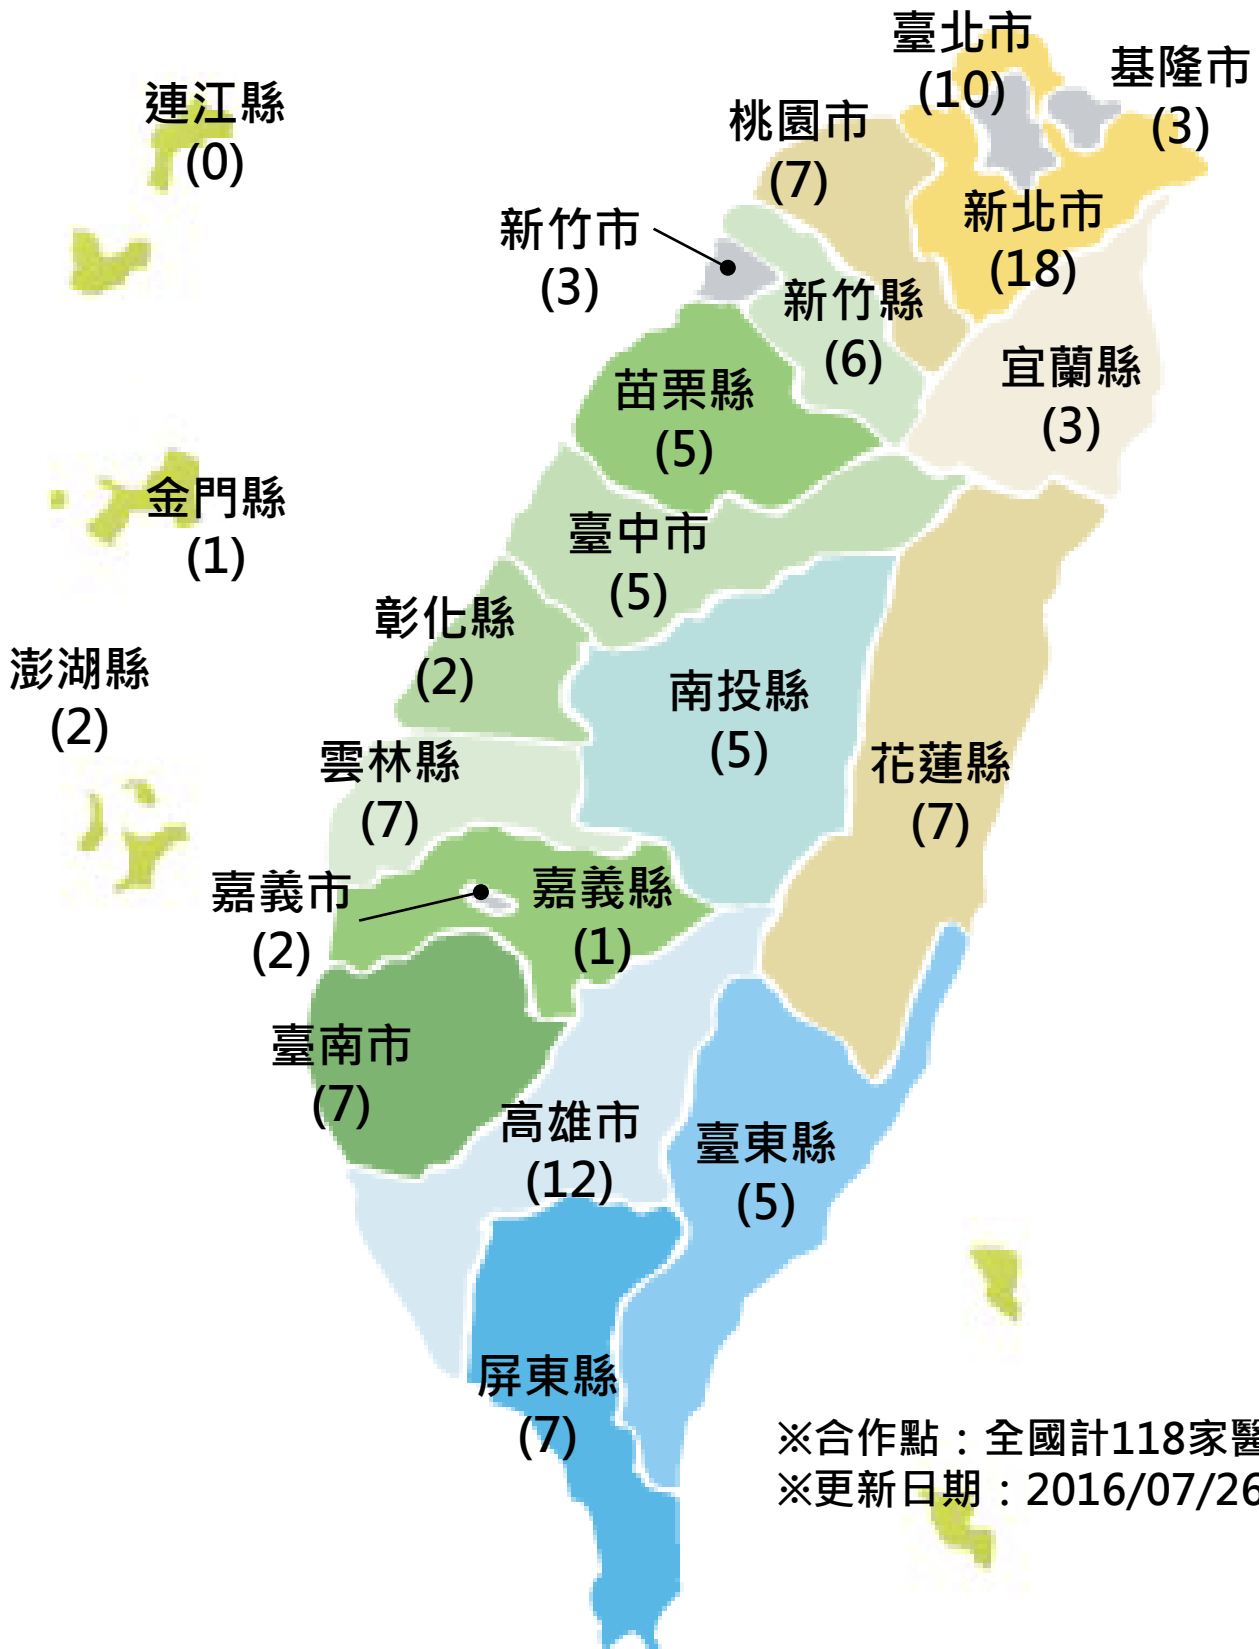 臺北市
(10)
基隆市
(3)
連江縣
(0)
桃園市
(7)
新北市
(18)
新竹市
(3)
新竹縣
(6)
宜蘭縣
(3)
苗栗縣
(5)
金門縣
(1)
臺中市
(5)
彰化縣
(2)
澎湖縣
(2)
南投縣
(5)
雲林縣
(7)
花蓮縣
(7)
嘉義市
(2)
嘉義縣
(1)
臺南市
(7)
高雄市
(12)
臺東縣
(5)
屏東縣
(7)
※合作點：全國計118家醫
※更新日期：2016/07/26